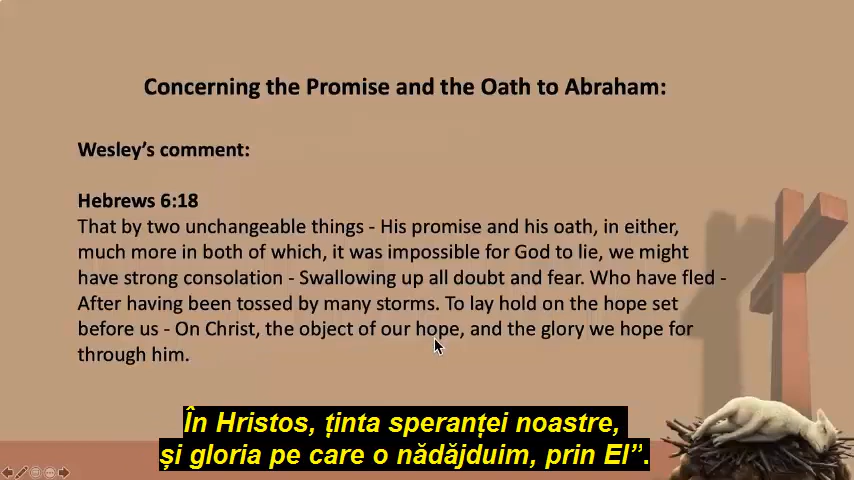 Concerning the Promise and the Oath to Abraham:
Wesley’s comment:
Hebrews 6:18
That by two unchangeable things - His promise and his oath, in either,
much more in both of which, it was impossible for God to lie, we might
have strong consolation - Swallowing up all doubt and fear. Who have fled -
After having been tossed by many storms. To lay hold on the hope set
before us - On Christ, the object of our hope, and the glory we hope for
through him.
În Hristos, ținta speranței noastre,
și gloria pe care o nădăjduim, prin El”.